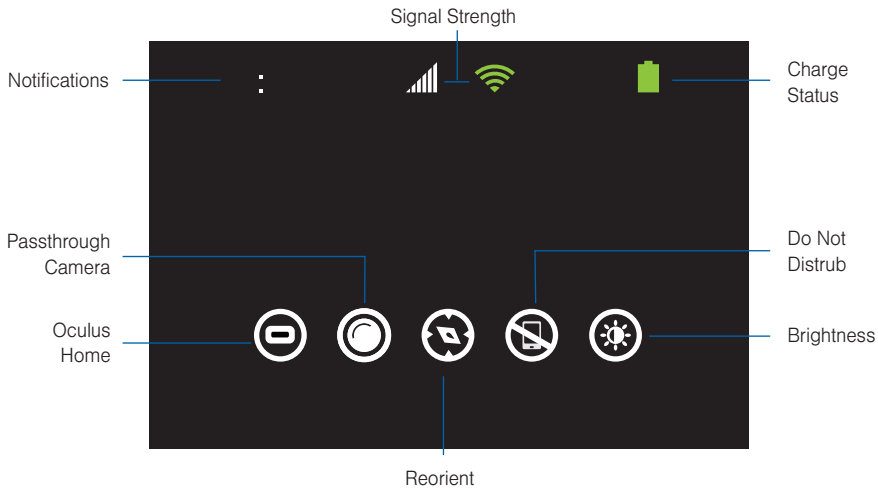 Signal Strength
Notifications
:
Charge
Status
Passthrough
Camera
Do Not
Distrub
Oculus
Home
Brightness
Reorient